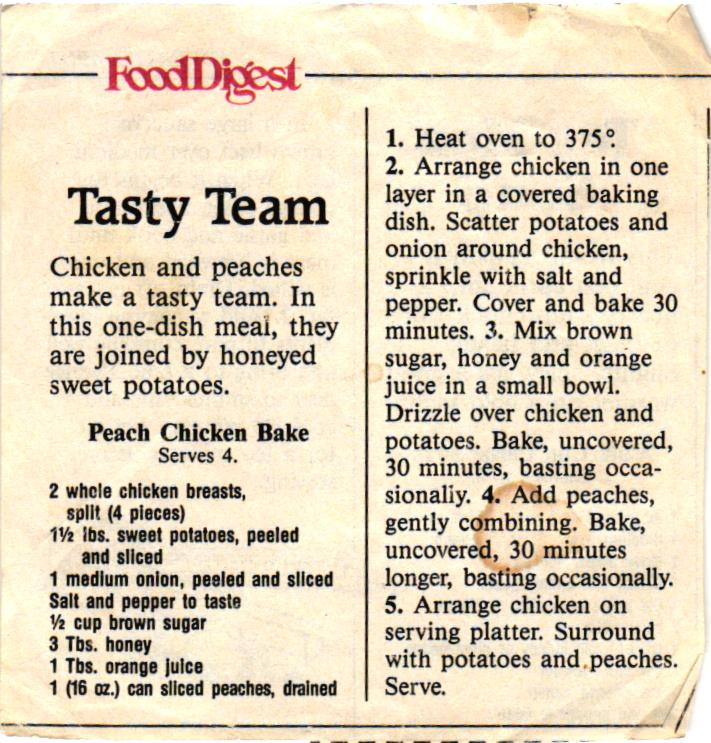 FoodDigest
Tasty Team
Chicken and peaches
make a tasty team. In
this one-dish meal, they
are joined by honeyed
sweet potatoes.
Peach Chicken Bake
Serves 4.
2 whole chicken breasts,
split (4 pieces)
1½ lbs. sweet potatoes, peeled
and sliced
1 medium onion, peeled and sliced
Salt and pepper to taste
½ cup brown sugar
3 Tbs. honey
1 Tbs. orange juice
1 (16 oz.) can sliced peaches, drained
1. Heat oven to 375°.
2. Arrange chicken in one
layer in a covered baking
dish. Scatter potatoes and
onion around chicken,
sprinkle with salt and
pepper. Cover and bake 30
minutes. 3. Mix brown
sugar, honey and orange
juice in a small bowl.
Drizzle over chicken and
potatoes. Bake, uncovered,
30 minutes, basting occa-
sionally. 4. Add peaches,
gently combining. Bake,
uncovered, 30 minutes
longer, basting occasionally.
5. Arrange chicken on
serving platter. Surround
with potatoes and peaches.
Serve.